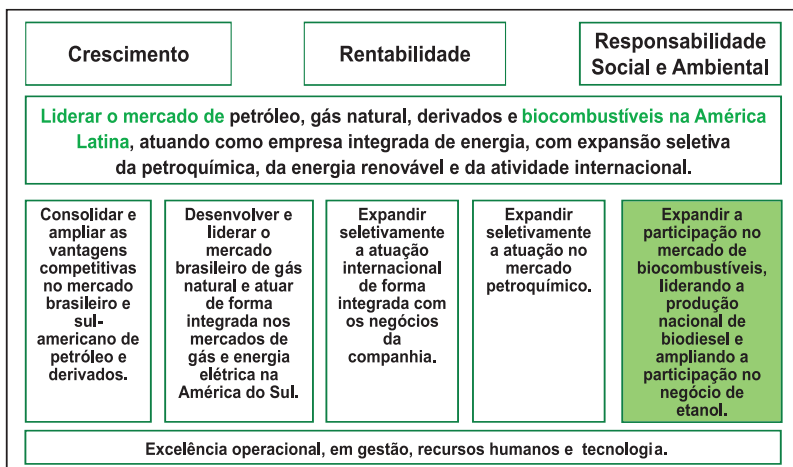 Crescimento
Rentabilidade
Responsabilidade
Social e Ambiental
Liderar o mercado de petróleo, gás natural, derivados e biocombustíveis na América
Latina, atuando como empresa integrada de energia, com expansão seletiva
da petroquímica, da energia renovável e da atividade internacional.
Consolidar e
ampliar as
vantagens
competitivas
no mercado
brasileiro e
sul-
americano de
petróleo e
derivados.
Desenvolver e
liderar o
mercado
brasileiro de gás
natural e atuar
de forma
integrada nos
mercados de
gás e energia
elétrica na
América do Sul.
Expandir
seletivamente
a atuação
internacional
de forma
integrada com
os negócios
da
companhia.
Expandir
seletivamente
a atuação no
mercado
petroquímico.
Expandir a
participação no
mercado de
biocombustíveis,
liderando a
produção
nacional de
biodiesel e
ampliando a
participação no
negócio de
etanol.
Excelência operacional, em gestão, recursos humanos e tecnologia.